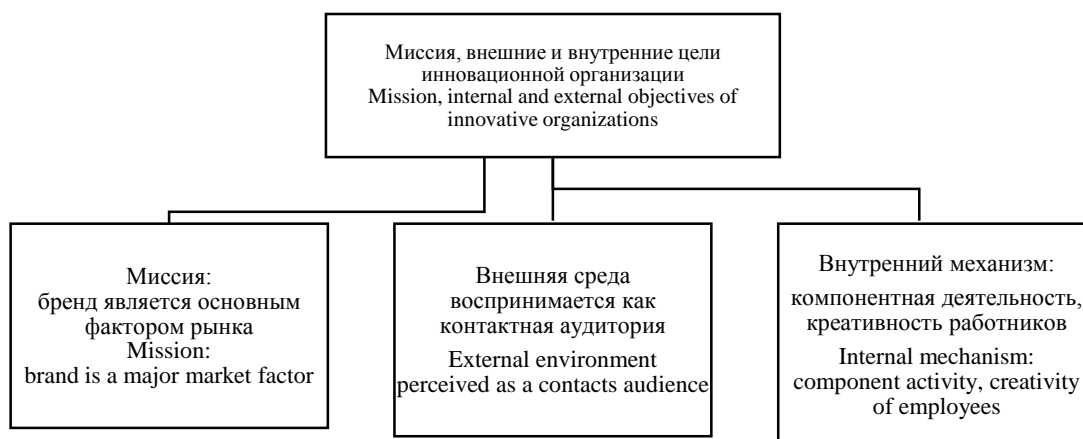 Миссия, внешние и внутренние цели
инновационной организации
Mission, internal and external objectives of
innovative organizations
Миссия:
бренд является основным
фактором рынка
Mission:
brand is a major market factor
Внешняя среда
воспринимается как
контактная аудитория
External environment
perceived as a contacts audience
Внутренний механизм:
компонентная деятельность,
креативность работников
Internal mechanism:
component activity, creativity
of employees